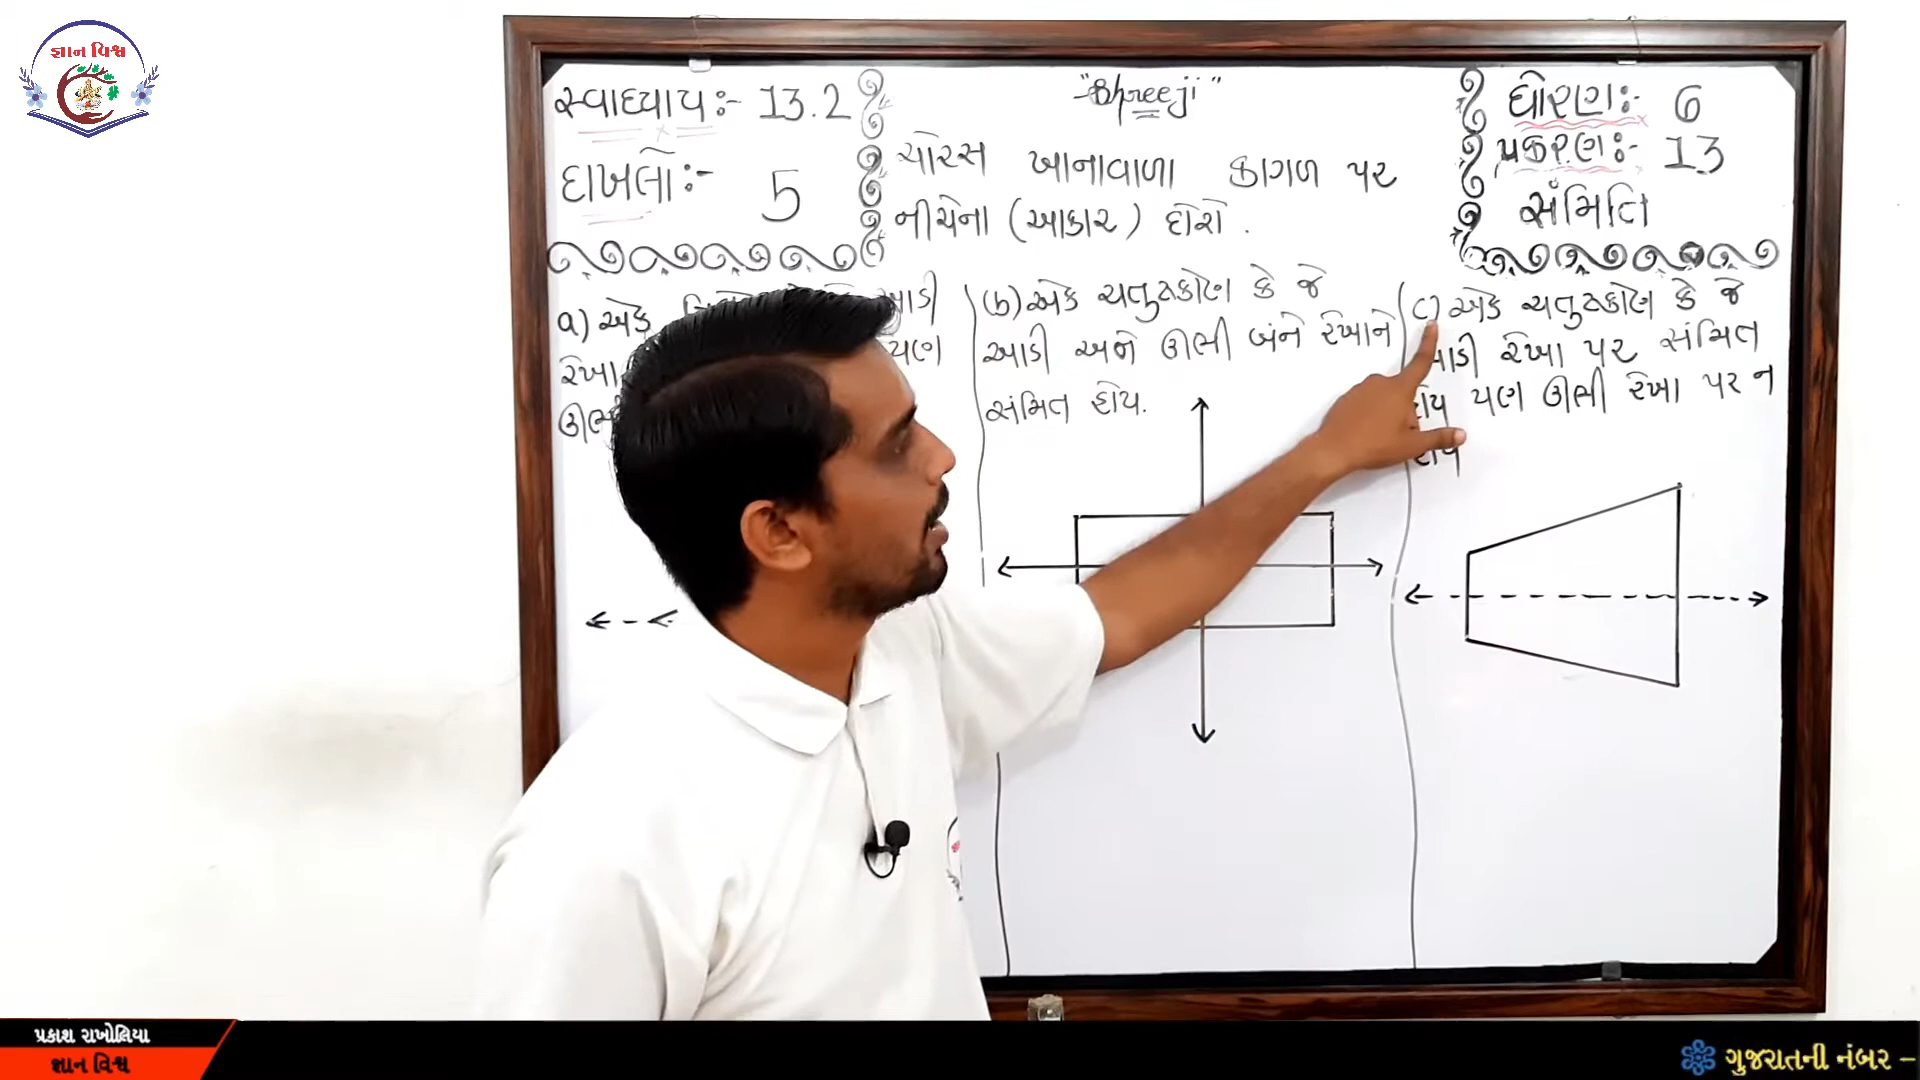 જ્ઞાન વિશ્વ
સ્વાધ્યાય:- 13.2
દાખલો:- 5
"Shreeji"
ચોરસ ખાનાવાળા કાગળ પર
નીચેના (આકાર) દોરો.
ધોરણ:- 6
પ્રકરણ:- 13
સંમિતિ
a) એક આડી
રેખા પણ
ઊભી
(b) એક ચતુષ્કોણ કે જે
આડી અને ઊભી બંને રેખાને
સંમિત હોય.
(c) એક ચતુષ્કોણ કે જે
આડી રેખા પર સંમિત
હોય પણ ઊભી રેખા પર ન
હોય
પ્રકાશ રાખોલિયા
જ્ઞાન વિશ્વ
ગુજરાતની નંબર –